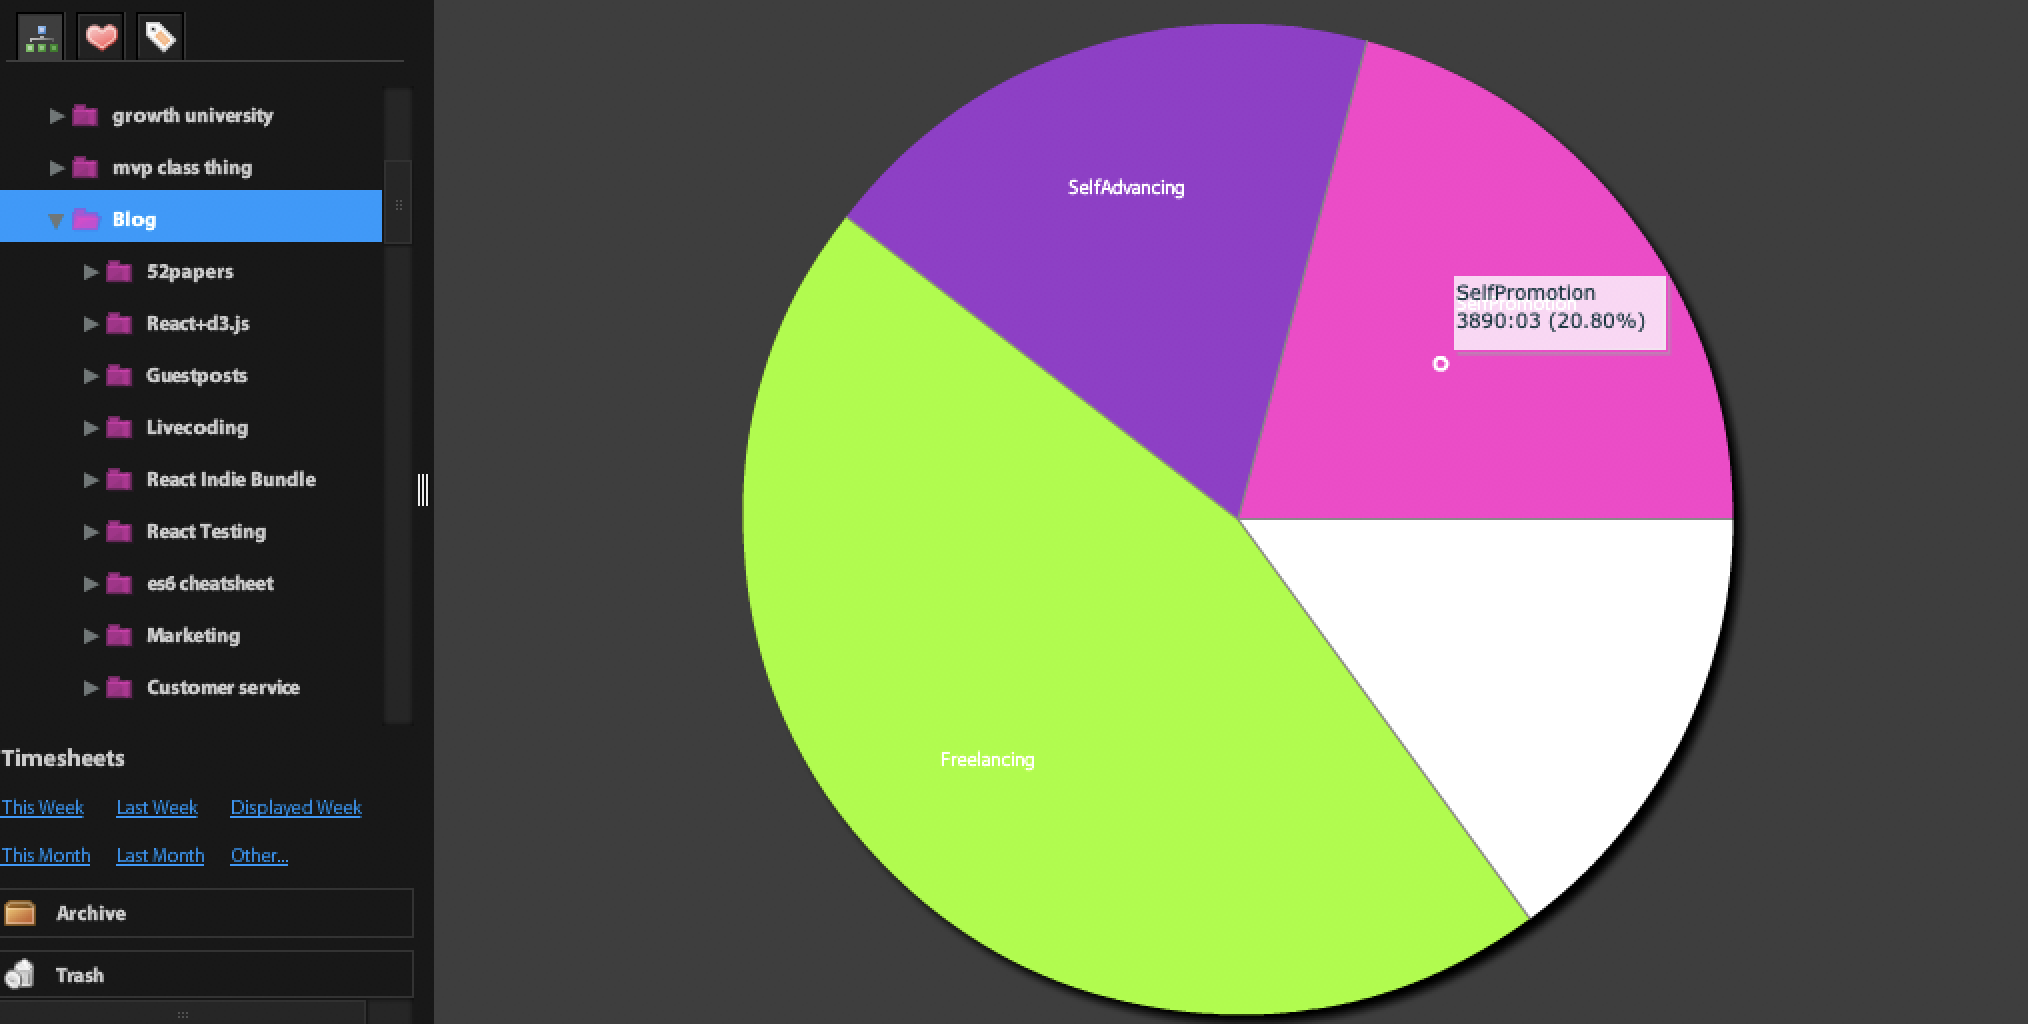 growth university
mvp class thing
Blog
52papers
React+d3.js
Guestposts
Livecoding
React Indie Bundle
React Testing
es6 cheatsheet
Marketing
Customer service
Timesheets
This Week Last Week Displayed Week
This Month Last Month Other...
Archive
Trash
SelfAdvancing
SelfPromotion
SelfPromotion
3890:03 (20.80%)
Freelancing